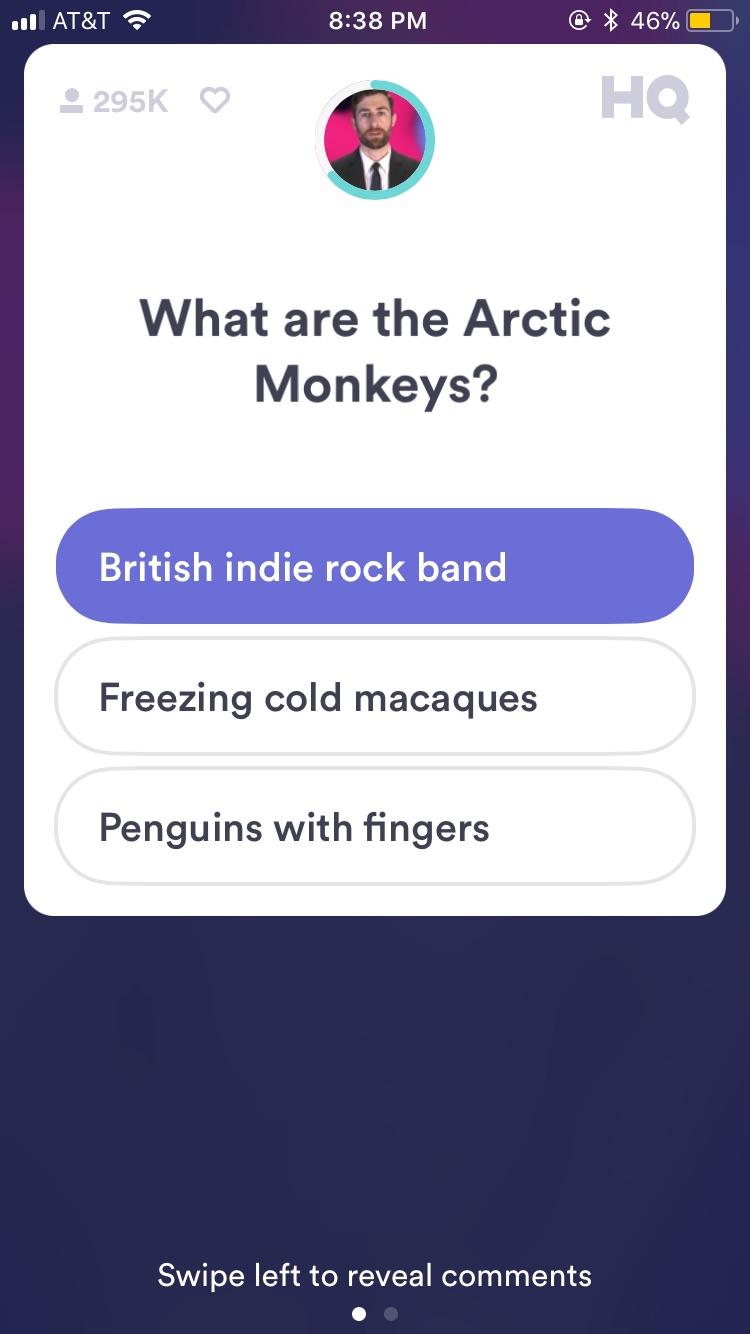 AT&T 8:38 PM 46%
295K HQ
What are the Arctic
Monkeys?
British indie rock band
Freezing cold macaques
Penguins with fingers
Swipe left to reveal comments